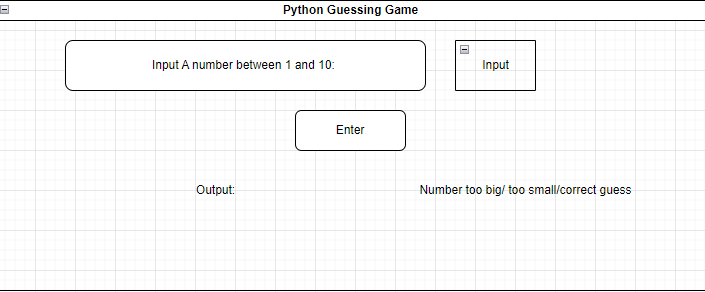 Python Guessing Game
Input A number between 1 and 10:
Input
Enter
Output:
Number too big/ too small/correct guess